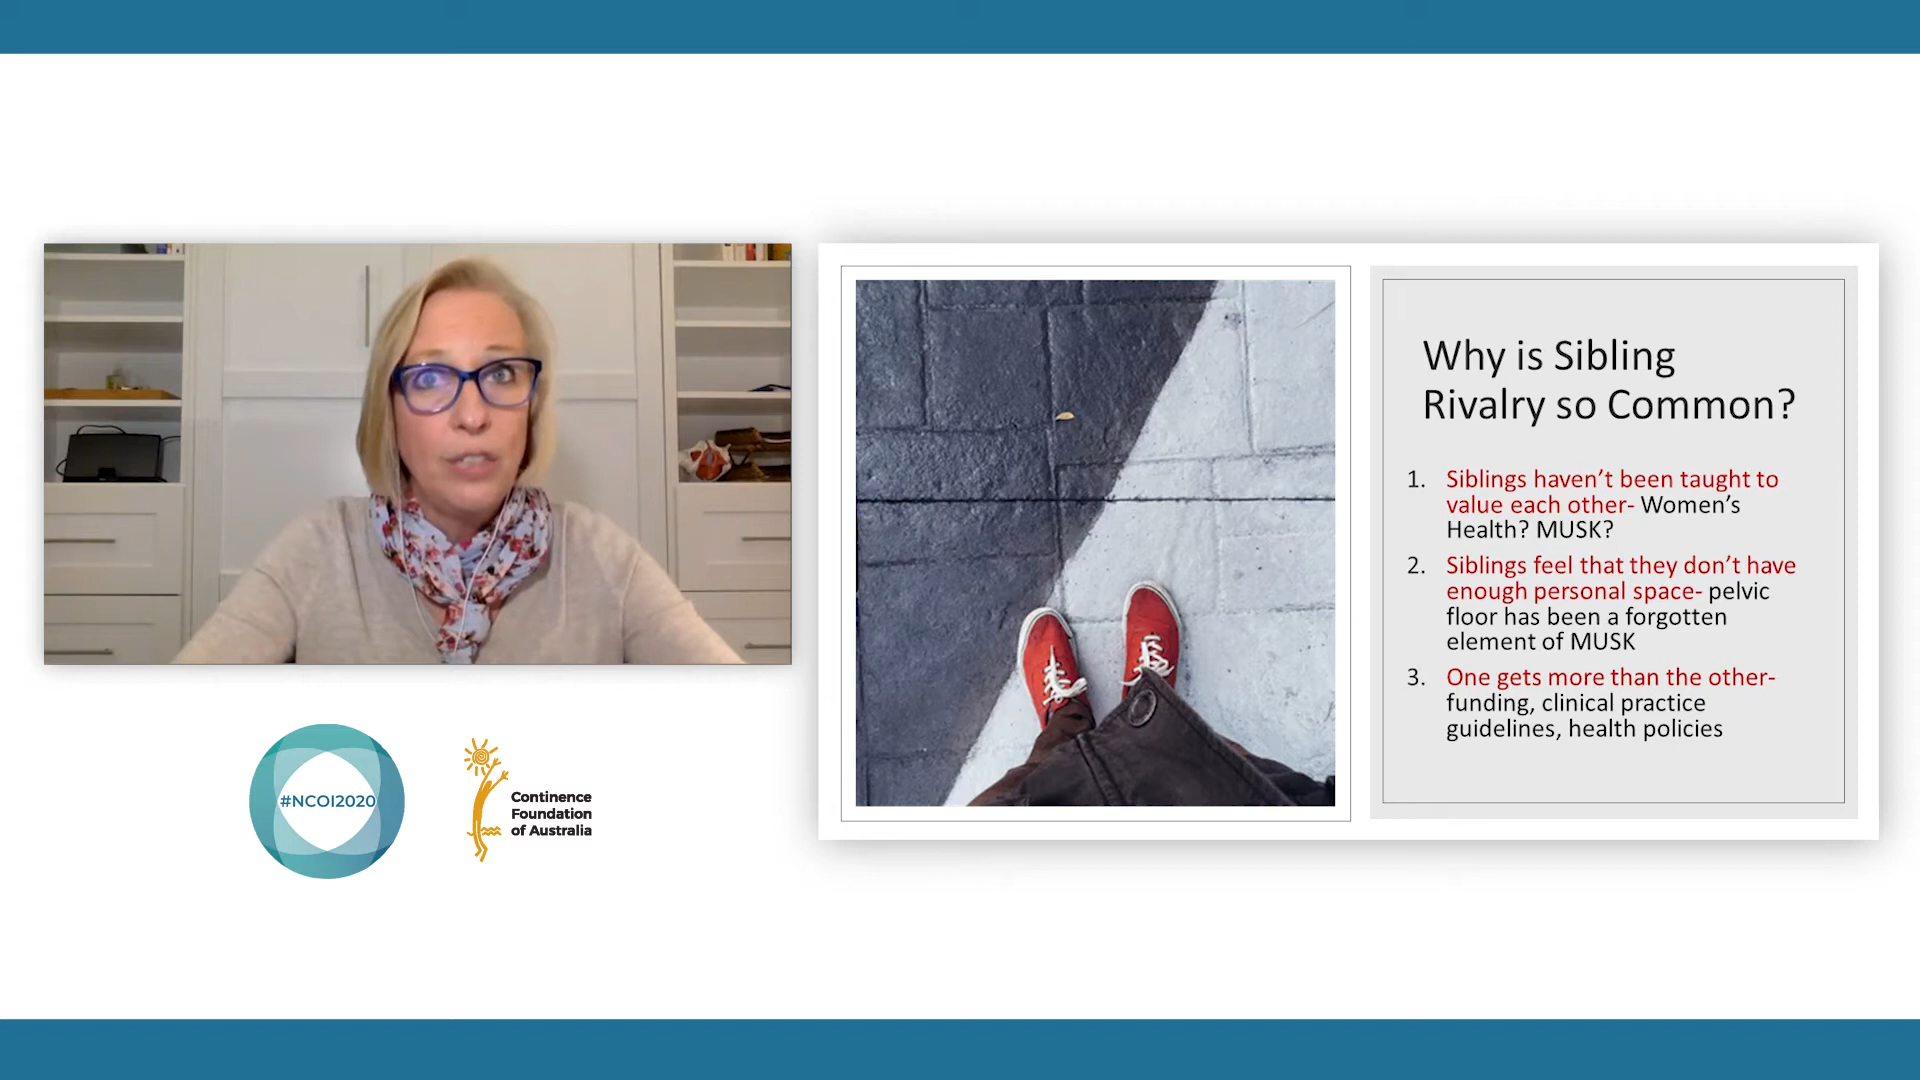 #NCOI2020
Continence
Foundation
of Australia
Why is Sibling
Rivalry so Common?
1. Siblings haven’t been taught to
value each other- Women’s
Health? MUSK?
2. Siblings feel that they don’t have
enough personal space- pelvic
floor has been a forgotten
element of MUSK
3. One gets more than the other-
funding, clinical practice
guidelines, health policies